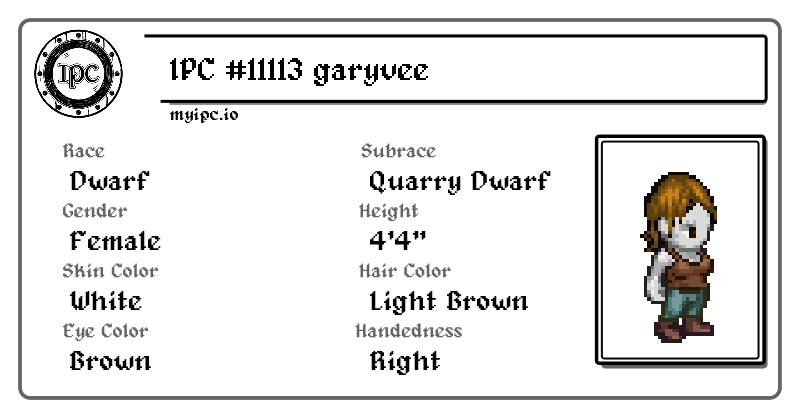 IPC
IPC #11113 garyvee
myipc.io
Race
Dwarf
Subrace
Quarry Dwarf
Gender
Female
Height
4'4"
Skin Color
White
Hair Color
Light Brown
Eye Color
Brown
Handedness
Right